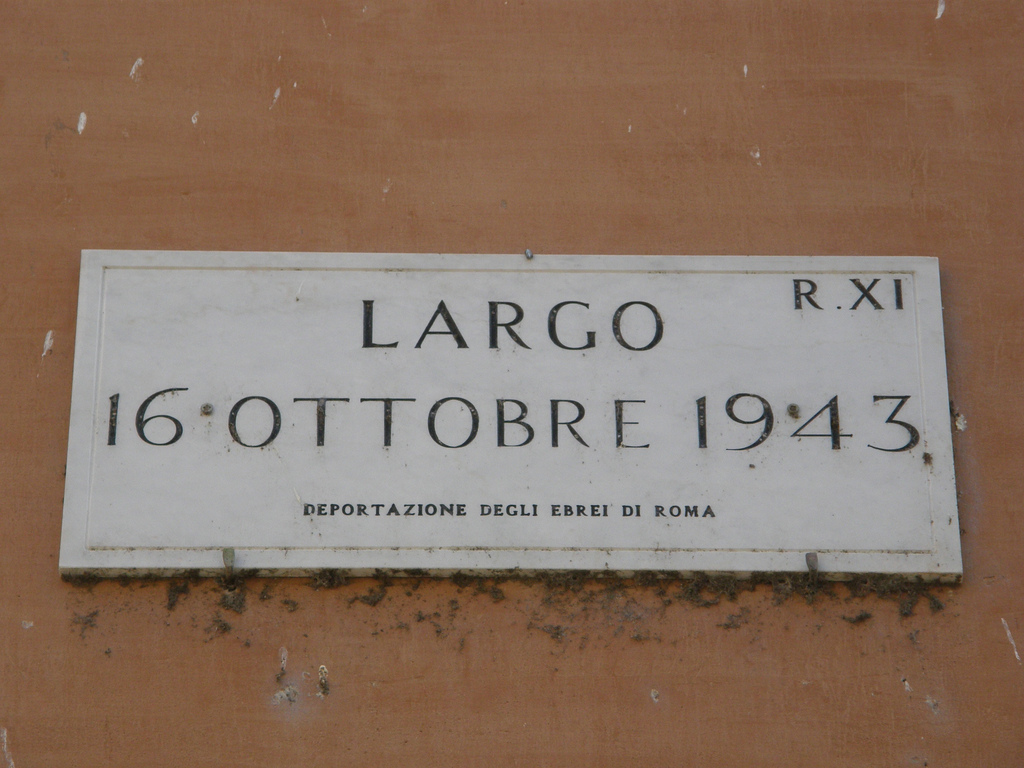 R.XI
LARGO
16 OTTOBRE 1943
DEPORTAZIONE DEGLI EBREI DI ROMA